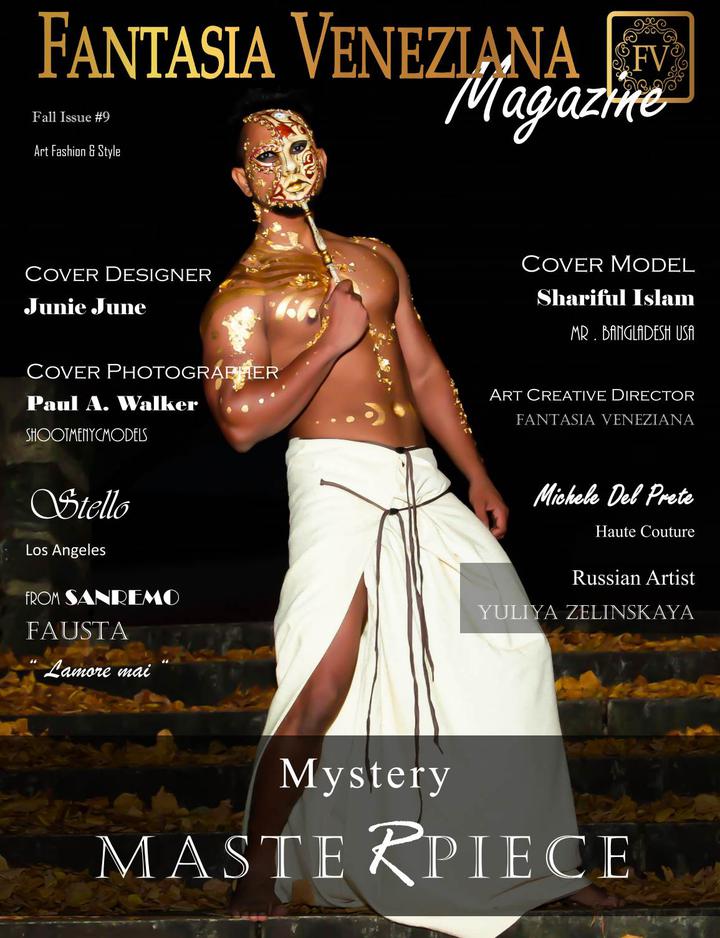 FANTASIA VENEZIANA
FV
Magazine
Fall Issue #9
Art Fashion & Style
COVER DESIGNER
Junie June
COVER PHOTOGRAPHER
Paul A. Walker
SHOOTMENYCMODELS
Stello
Los Angeles
FROM SANREMO
FAUSTA
" Lamore mai "
COVER MODEL
Shariful Islam
MR . BANGLADESH USA
ART CREATIVE DIRECTOR
FANTASIA VENEZIANA
Michele Del Prete
Haute Couture
Russian Artist
YULIYA ZELINSKAYA
Mystery
MASTERPIECE